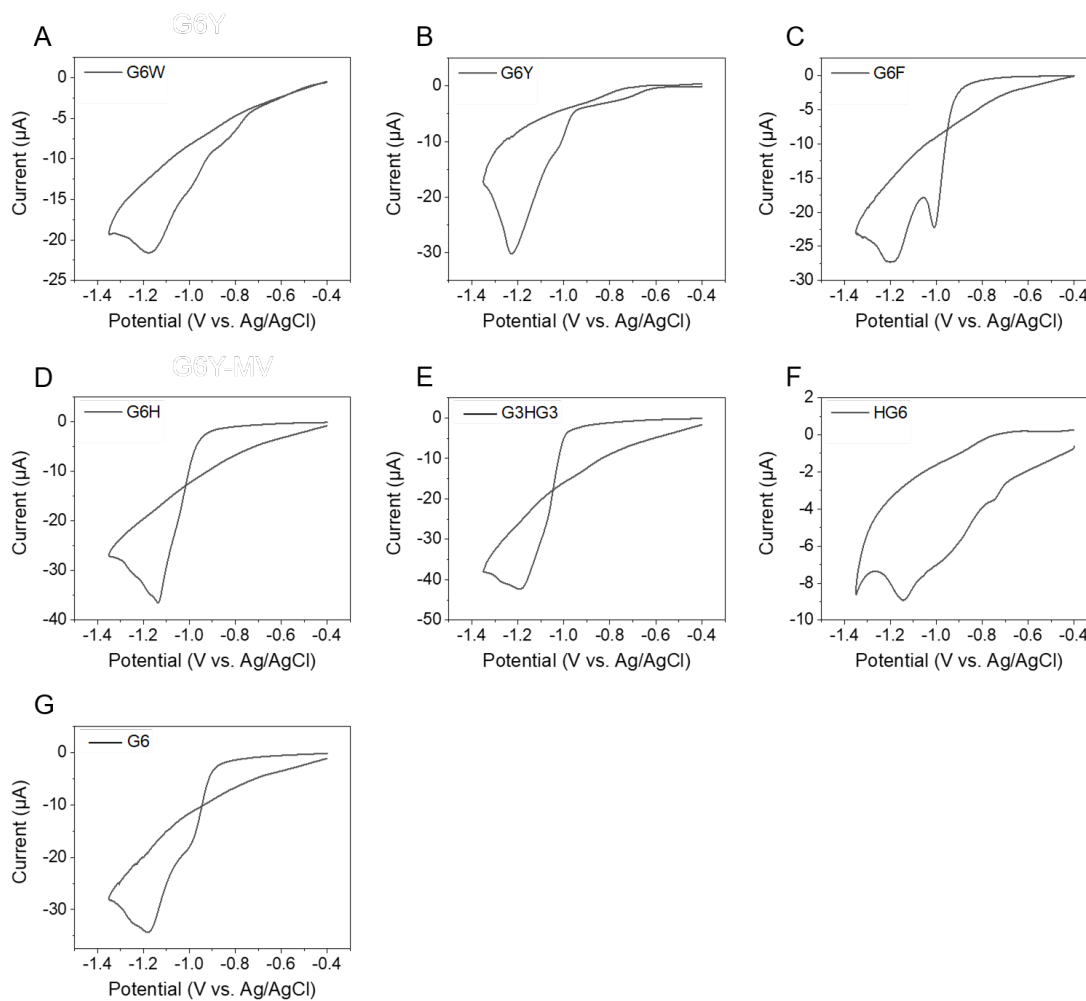 G6Y
A
G6W
0
-5
-10
-15
-20
-25
Current (µA)
-1.4 -1.2 -1.0 -0.8 -0.6 -0.4
Potential (V vs. Ag/AgCl)
B
G6Y
0
-10
-20
-30
Current (µA)
-1.4 -1.2 -1.0 -0.8 -0.6 -0.4
Potential (V vs. Ag/AgCl)
C
G6F
0
-5
-10
-15
-20
-25
-30
Current (µA)
-1.4 -1.2 -1.0 -0.8 -0.6 -0.4
Potential (V vs. Ag/AgCl)
G6Y-MV
D
G6H
0
-10
-20
-30
-40
Current (µA)
-1.4 -1.2 -1.0 -0.8 -0.6 -0.4
Potential (V vs. Ag/AgCl)
E
G3HG3
0
-10
-20
-30
-40
-50
Current (µA)
-1.4 -1.2 -1.0 -0.8 -0.6 -0.4
Potential (V vs. Ag/AgCl)
F
HG6
2
0
-2
-4
-6
-8
-10
Current (µA)
-1.4 -1.2 -1.0 -0.8 -0.6 -0.4
Potential (V vs. Ag/AgCl)
G
G6
0
-10
-20
-30
Current (µA)
-1.4 -1.2 -1.0 -0.8 -0.6 -0.4
Potential (V vs. Ag/AgCl)